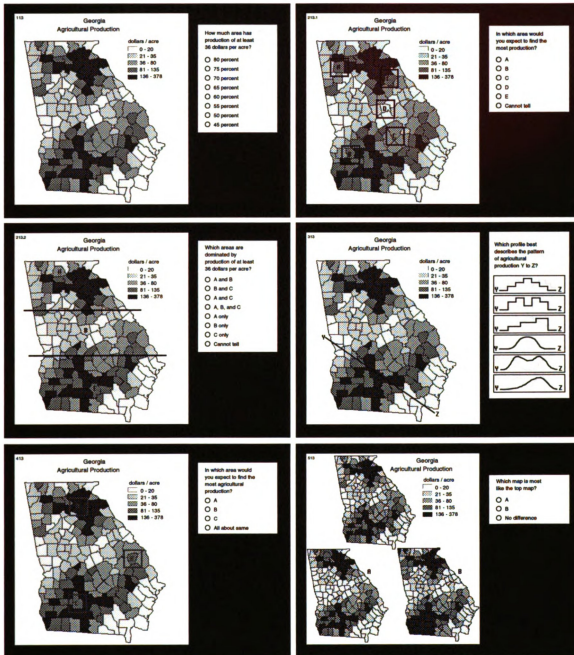 113
Georgia
Agricultural Production
dollars / acre
0 - 20
21 - 35
36 - 80
81 - 135
136 - 378
How much area has
production of at least
36 dollars per acre?
80 percent
75 percent
70 percent
65 percent
60 percent
55 percent
50 percent
45 percent
213.1
Georgia
Agricultural Production
dollars / acre
0 - 20
21 - 35
36 - 80
81 - 135
136 - 378
B
In which area would
you expect to find the
most production?
A
B
C
D
E
Cannot tell
213.2
Georgia
Agricultural Production
dollars / acre
0 - 20
21 - 35
36 - 80
81 - 135
136 - 378
B
Which areas are
dominated by
production of at least
36 dollars per acre?
A and B
B and C
A and C
A, B, and C
A only
B only
C only
Cannot tell
313
Georgia
Agricultural Production
dollars / acre
0 - 20
21 - 35
36 - 80
81 - 135
136 - 378
Y
Z
Which profile best
describes the pattern
of agricultural
production Y to Z?
Y Z
Y Z
Y Z
Y Z
Y Z
Y Z
413
Georgia
Agricultural Production
dollars / acre
0 - 20
21 - 35
36 - 80
81 - 135
136 - 378
In which area would
you expect to find the
most agricultural
production?
A
B
C
All about same
513
Georgia
Agricultural Production
dollars / acre
0 - 20
21 - 35
36 - 80
81 - 135
136 - 378
B
Which map is most
like the top map?
A
B
No difference